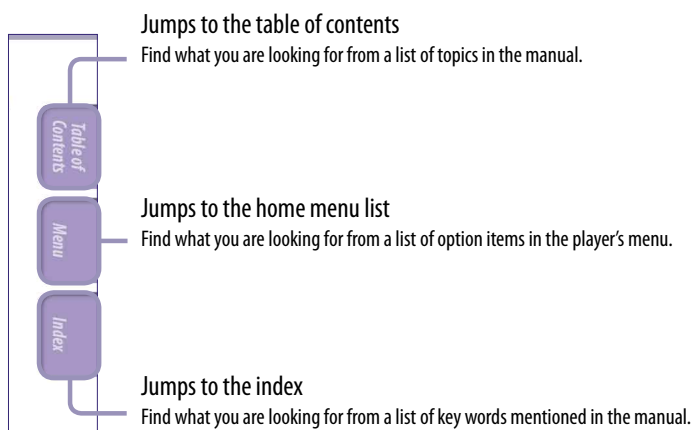 Jumps to the table of contents
Find what you are looking for from a list of topics in the manual.
Table of
Contents
Jumps to the home menu list
Find what you are looking for from a list of option items in the player's menu.
Menu
Index
Jumps to the index
Find what you are looking for from a list of key words mentioned in the manual.